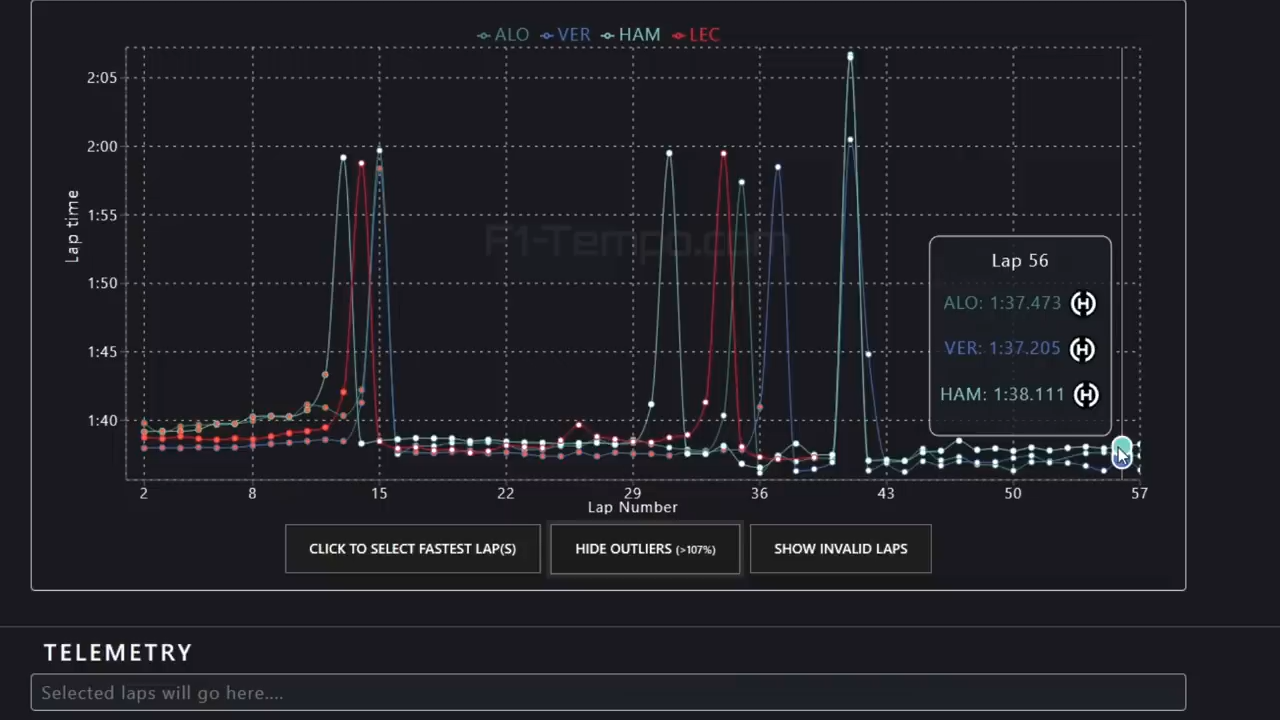 ALO VER HAM LEC
2:05
2:00
1:55
1:50
1:45
1:40
Lap time
F1-Tempo.com
Lap 56
ALO: 1:37.473 H
VER: 1:37.205 H
HAM: 1:38.111 H
2 8 15 22 29 36 43 50 57
Lap Number
CLICK TO SELECT FASTEST LAP(S) HIDE OUTLIERS (>107%) SHOW INVALID LAPS
TELEMETRY
Selected laps will go here....